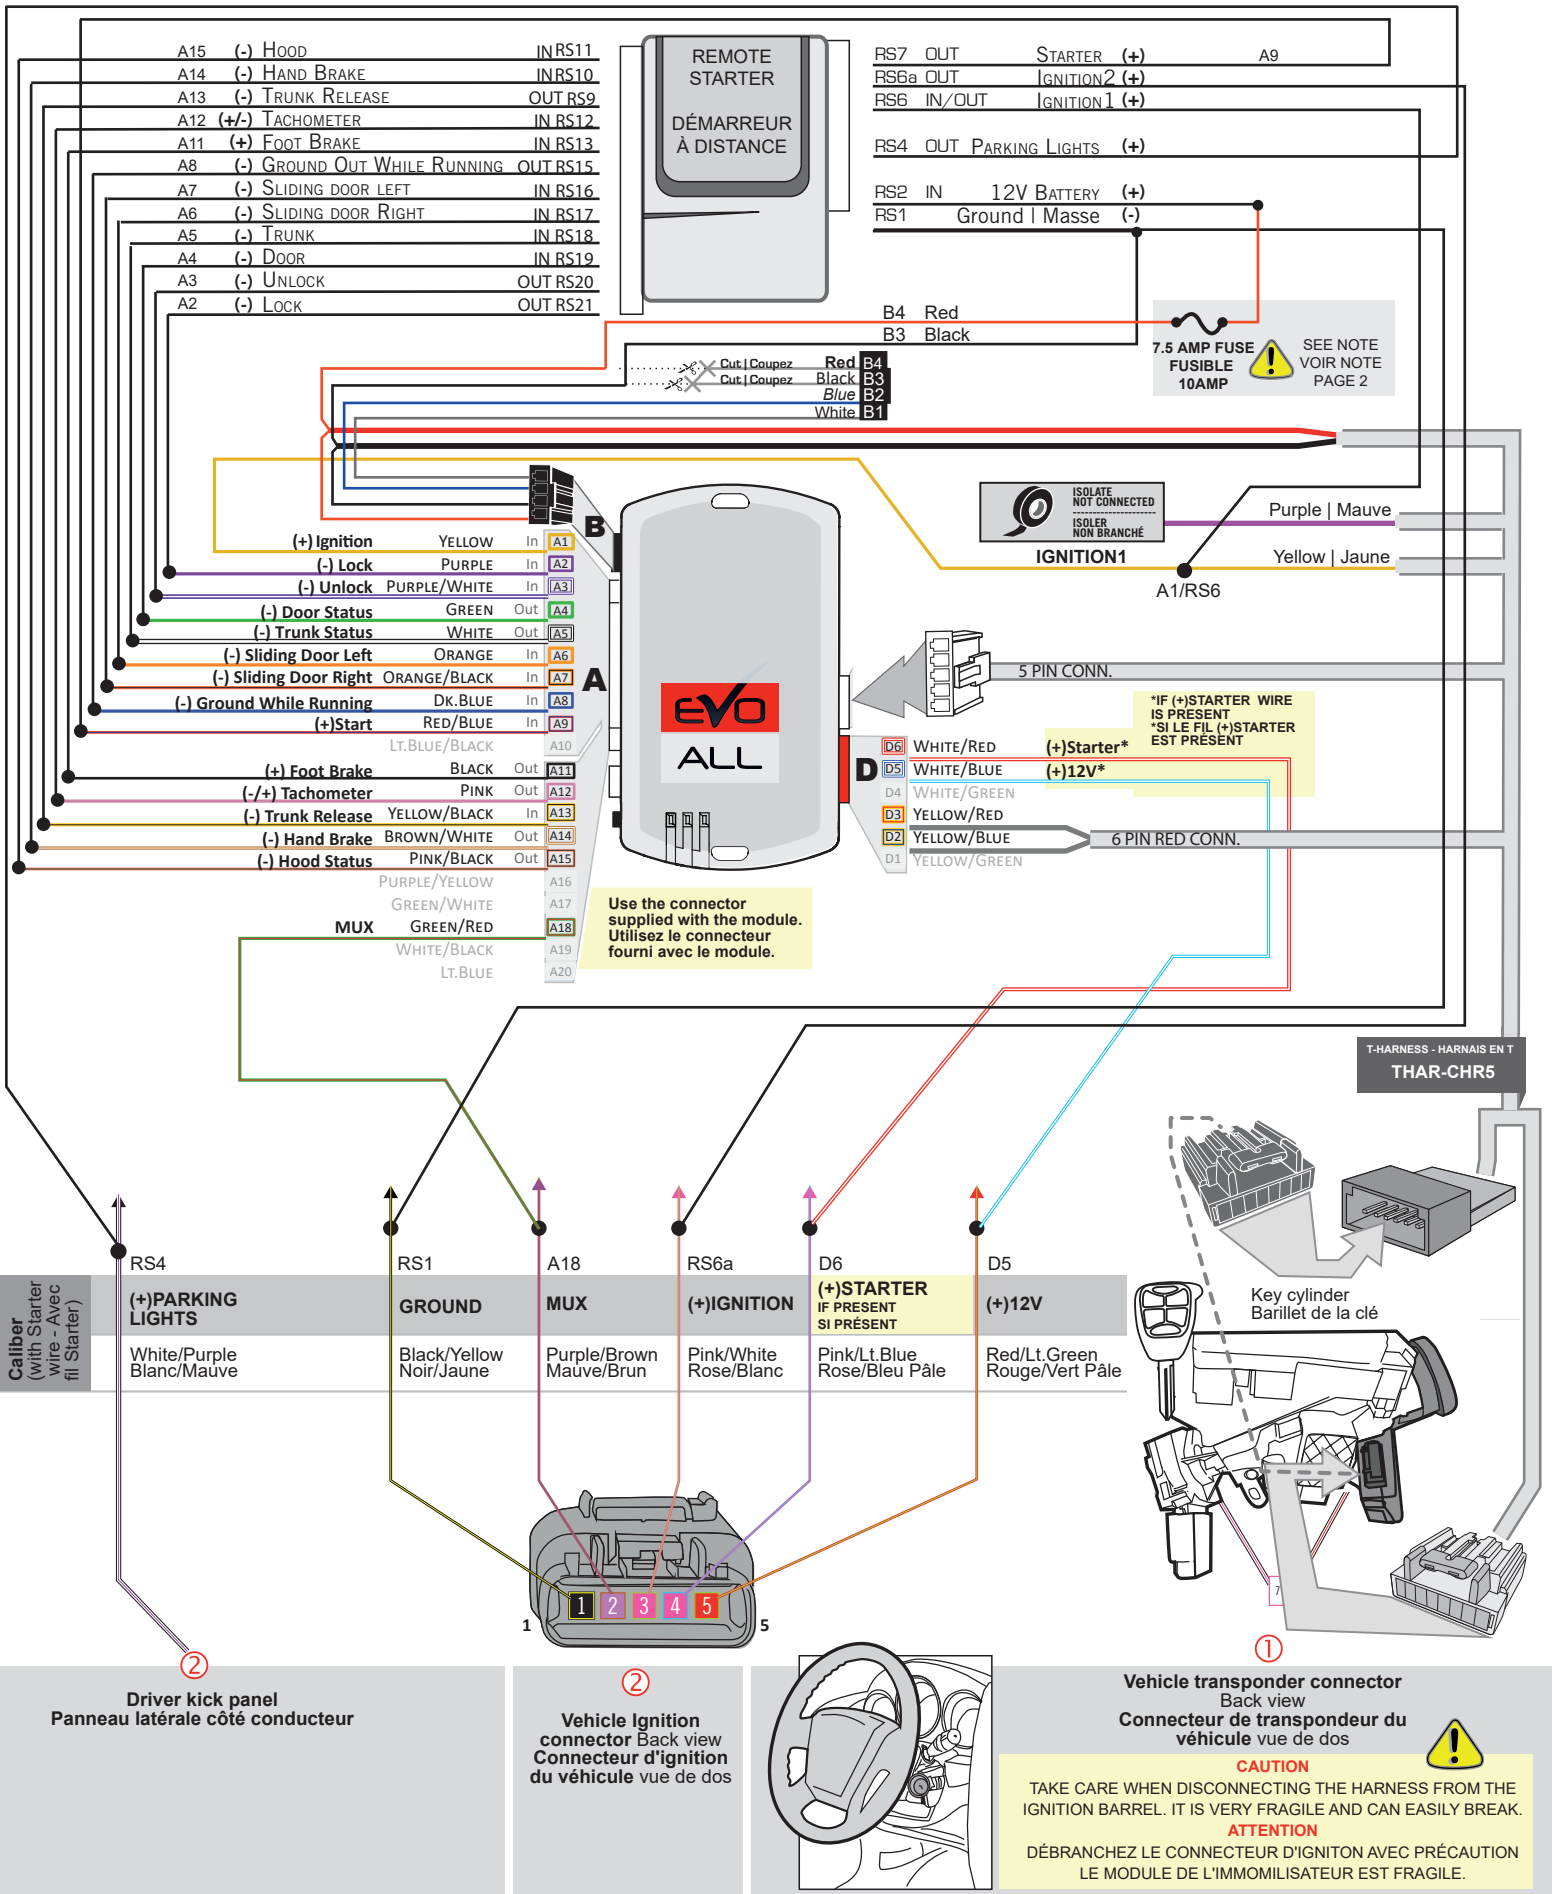 A15 (-) Hood IN RS11
A14 (-) Hand Brake IN RS10
A13 (-) Trunk Release OUT RS9
A12 (+/-) Tachometer IN RS12
A11 (+) Foot Brake IN RS13
A8 (-) Ground Out While Running OUT RS15
A7 (-) Sliding door left IN RS16
A6 (-) Sliding door Right IN RS17
A5 (-) Trunk IN RS18
A4 (-) Door IN RS19
A3 (-) Unlock OUT RS20
A2 (-) Lock OUT RS21
REMOTE
STARTER
DÉMARREUR
À DISTANCE
RS7 OUT Starter (+) A9
RS6a OUT Ignition2 (+)
RS6 IN/OUT Ignition1 (+)
RS4 OUT Parking Lights (+)
RS2 IN 12V Battery (+)
RS1 Ground | Masse (-)
B4 Red
B3 Black
7.5 AMP FUSE
FUSIBLE
10AMP
SEE NOTE
VOIR NOTE
PAGE 2
Cut | Coupez Red B4
Cut | Coupez Black B3
Blue B2
White B1
ISOLATE
NOT CONNECTED
ISOLER
NON BRANCHÉ
Purple | Mauve
IGNITION1
Yellow | Jaune
A1/RS6
B
A
(+) Ignition Yellow In A1
(-) Lock Purple In A2
(-) Unlock Purple/White In A3
(-) Door Status Green Out A4
(-) Trunk Status White Out A5
(-) Sliding Door Left Orange In A6
(-) Sliding Door Right Orange/Black In A7
(-) Ground While Running Dk.Blue In A8
(+)Start Red/Blue In A9
Lt.Blue/Black A10
(+) Foot Brake Black Out A11
(-/+) Tachometer Pink Out A12
(-) Trunk Release Yellow/Black In A13
(-) Hand Brake Brown/White Out A14
(-) Hood Status Pink/Black Out A15
Purple/Yellow A16
Green/White A17
MUX Green/Red A18
White/Black A19
Lt.Blue A20
EVO
ALL
5 PIN CONN.
*IF (+)STARTER WIRE
IS PRESENT
*SI LE FIL (+)STARTER
EST PRÉSENT
D
D6 White/Red (+)Starter*
D5 White/Blue (+)12V*
D4 White/Green
D3 Yellow/Red
D2 Yellow/Blue
D1 Yellow/Green
6 PIN RED CONN.
Use the connector
supplied with the module.
Utilisez le connecteur
fourni avec le module.
T-HARNESS - HARNAIS EN T
THAR-CHR5
RS4 RS1 A18 RS6a D6 D5
Caliber
(with Starter
wire - Avec
fil Starter)
(+)PARKING
LIGHTS
GROUND
MUX
(+)IGNITION
(+)STARTER
IF PRESENT
SI PRÉSENT
(+)12V
White/Purple
Blanc/Mauve
Black/Yellow
Noir/Jaune
Purple/Brown
Mauve/Brun
Pink/White
Rose/Blanc
Pink/Lt.Blue
Rose/Bleu Pâle
Red/Lt.Green
Rouge/Vert Pâle
Key cylinder
Barillet de la clé
7
1 2 3 4 5
1 5
2
Driver kick panel
Panneau latérale côté conducteur
2
Vehicle Ignition
connector Back view
Connecteur d'ignition
du véhicule vue de dos
1
Vehicle transponder connector
Back view
Connecteur de transpondeur du
véhicule vue de dos
CAUTION
TAKE CARE WHEN DISCONNECTING THE HARNESS FROM THE
IGNITION BARREL. IT IS VERY FRAGILE AND CAN EASILY BREAK.
ATTENTION
DÉBRANCHEZ LE CONNECTEUR D'IGNITON AVEC PRÉCAUTION
LE MODULE DE L'IMMOMILISATEUR EST FRAGILE.